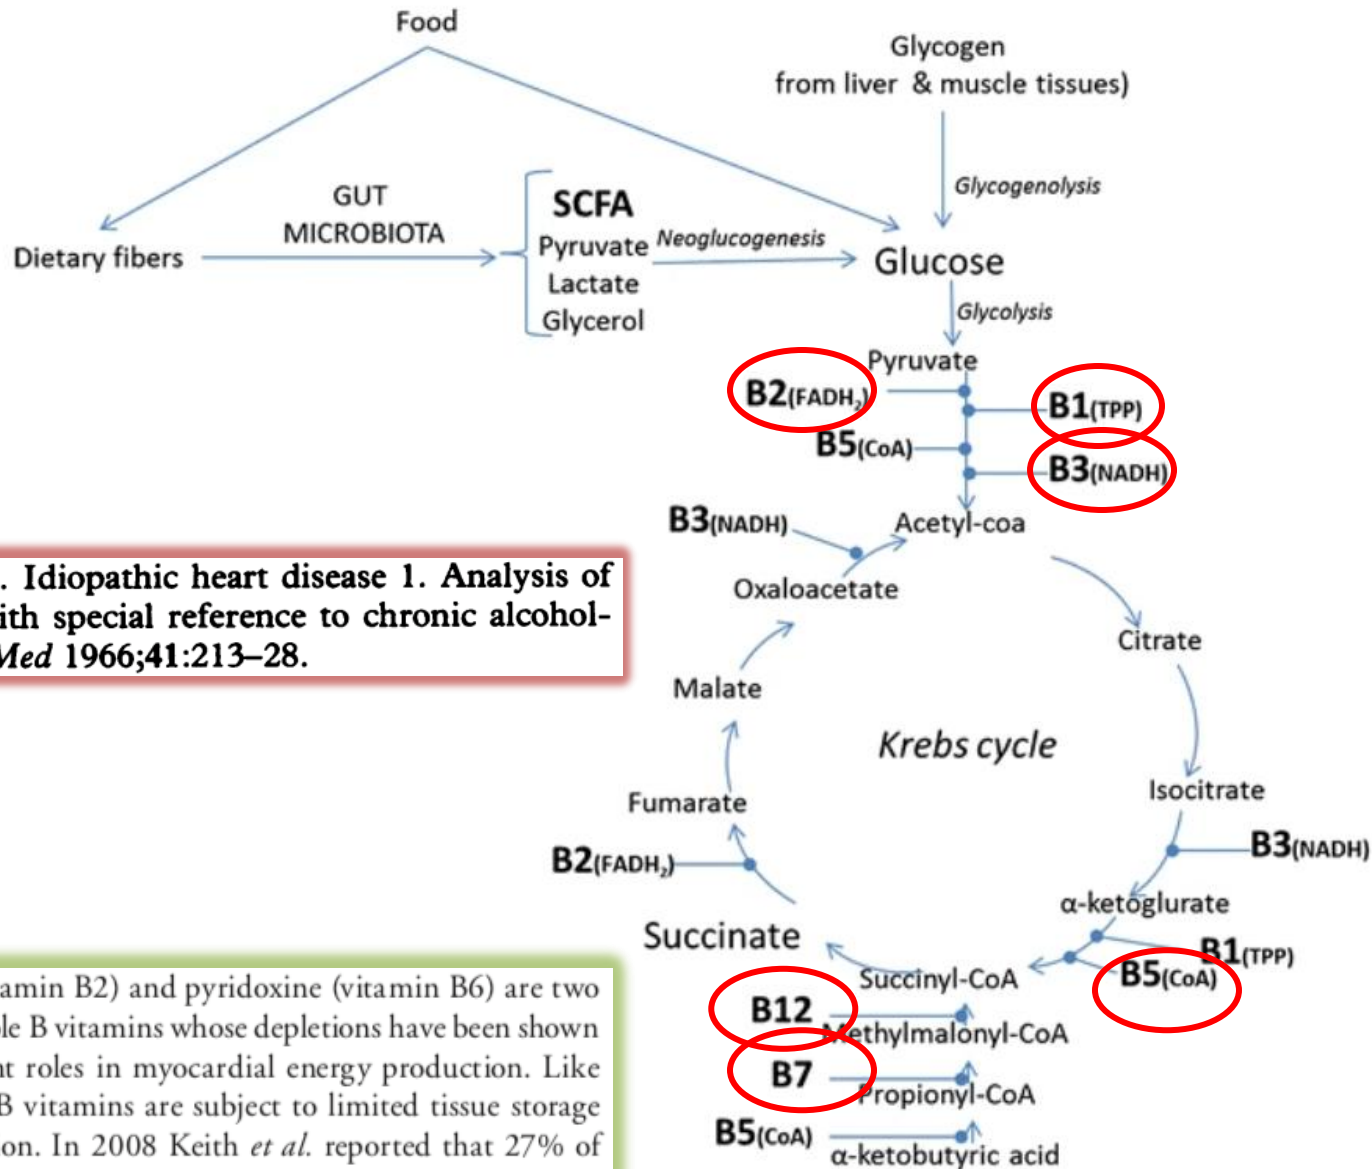 Food
Glycogen
from liver & muscle tissues)
Glycogenolysis
GUT
MICROBIOTA
Dietary fibers
SCFA
Pyruvate
Lactate
Glycerol
Neoglucogenesis
Glucose
Glycolysis
Pyruvate
B2(FADH₂)
B1(TPP)
B5(CoA)
B3(NADH)
B3(NADH)
Acetyl-coa
Oxaloacetate
Citrate
Malate
Krebs cycle
Isocitrate
Fumarate
B3(NADH)
B2(FADH₂)
α-ketoglurate
Succinate
B1(TPP)
B5(CoA)
Succinyl-CoA
B12
Methylmalonyl-CoA
B7
Propionyl-CoA
B5(CoA)
α-ketobutyric acid
. Idiopathic heart disease 1. Analysis of
ith special reference to chronic alcohol-
Med 1966;41:213–28.
amin B2) and pyridoxine (vitamin B6) are two
le B vitamins whose depletions have been shown
nt roles in myocardial energy production. Like
B vitamins are subject to limited tissue storage
on. In 2008 Keith et al. reported that 27% of